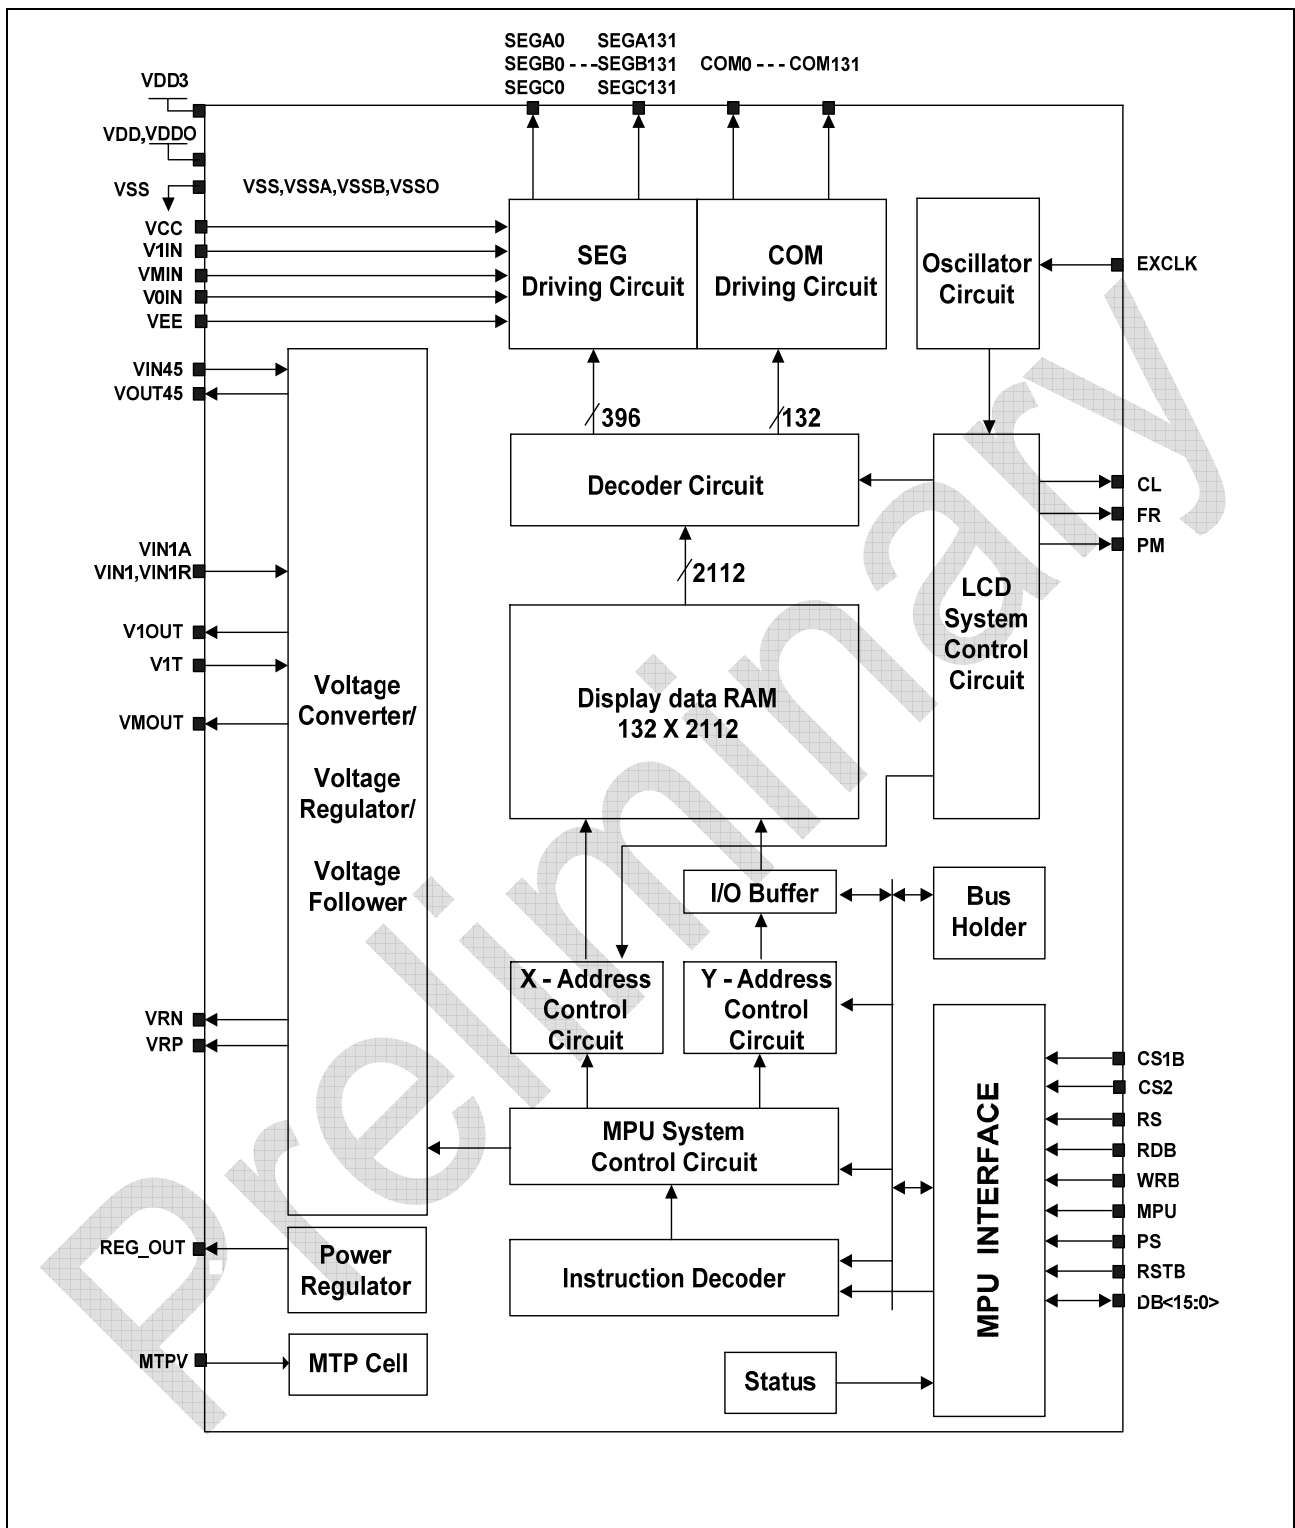 SEGA0 SEGA131
SEGB0 - - - SEGB131 COM0 - - - COM131
SEGC0 SEGC131
VDD3
VDD,VDDO
VSS
VSS,VSSA,VSSB,VSSO
VCC
V1IN
VMIN
V0IN
VEE
SEG
Driving Circuit
COM
Driving Circuit
Oscillator
Circuit
EXCLK
VIN45
VOUT45
396
132
Decoder Circuit
CL
FR
PM
VIN1A
VIN1,VIN1R
2112
V1OUT
V1T
VMOUT
Voltage
Converter/
Voltage
Regulator/
Voltage
Follower
Display data RAM
132 X 2112
LCD
System
Control
Circuit
I/O Buffer
Bus
Holder
X - Address
Control
Circuit
Y - Address
Control
Circuit
VRN
VRP
MPU System
Control Circuit
MPU INTERFACE
CS1B
CS2
RS
RDB
WRB
MPU
PS
RSTB
DB<15:0>
REG_OUT
Power
Regulator
Instruction Decoder
MTPV
MTP Cell
Status
Preliminary